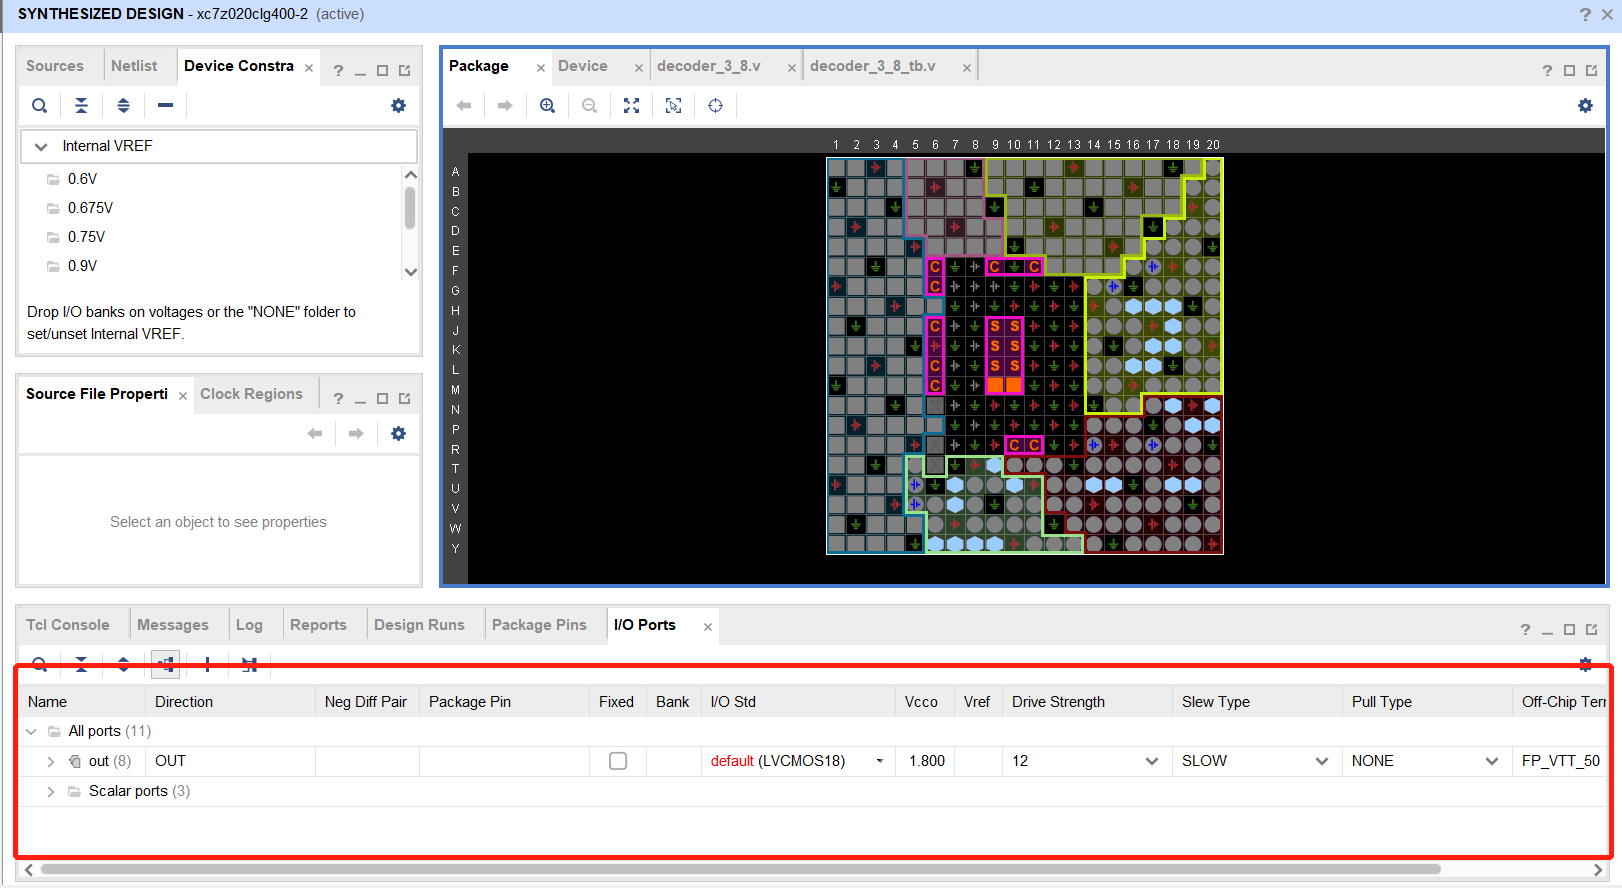 SYNTHESIZED DESIGN - xc7z020clg400-2 (active)
Sources Netlist Device Constra
Internal VREF
0.6V
0.675V
0.75V
0.9V
Drop I/O banks on voltages or the "NONE" folder to
set/unset Internal VREF.
Source File Properti Clock Regions
Select an object to see properties
Package Device decoder_3_8.v decoder_3_8_tb.v
1 2 3 4 5 6 7 8 9 10 11 12 13 14 15 16 17 18 19 20
A
B
C
D
E
F C C C
G C
H
J C S S
K S S
L C S S
M C
N
P
R C C
T
U
V
W
Y
Tcl Console Messages Log Reports Design Runs Package Pins I/O Ports
Name Direction Neg Diff Pair Package Pin Fixed Bank I/O Std Vcco Vref Drive Strength Slew Type Pull Type Off-Chip Tern
All ports (11)
out (8) OUT default (LVCMOS18) 1.800 12 SLOW NONE FP_VTT_50
Scalar ports (3)